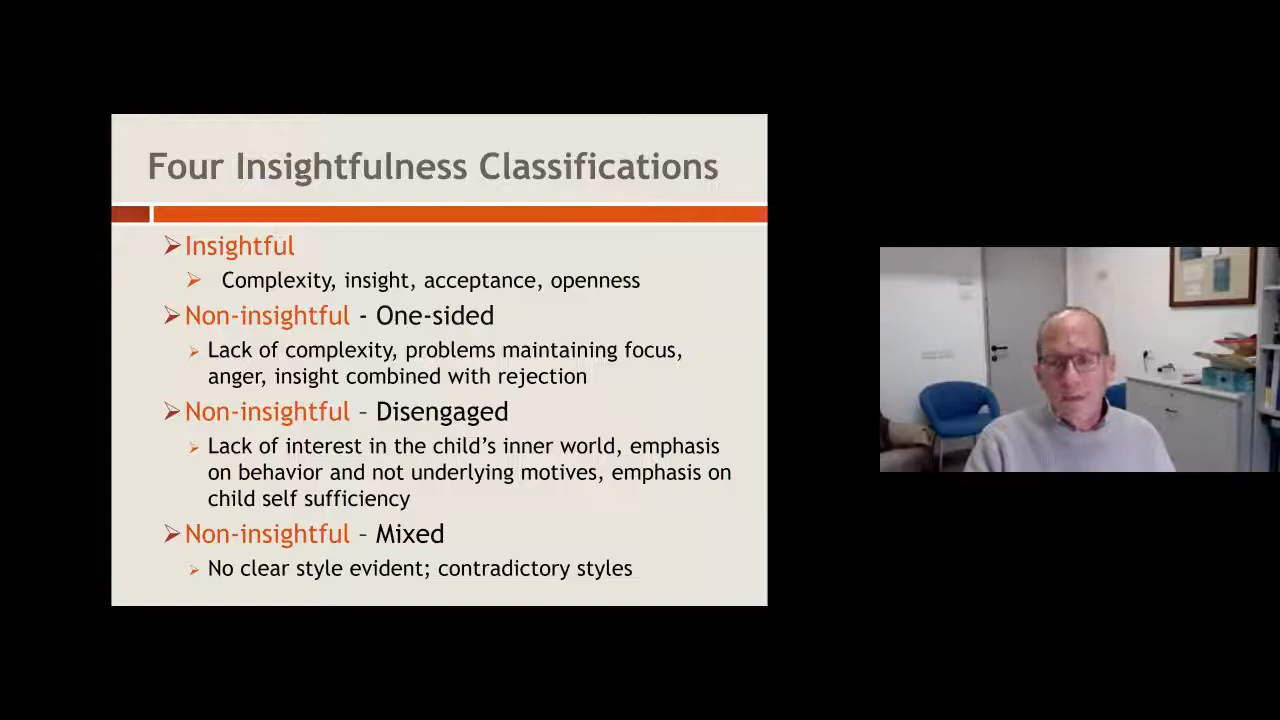 Four Insightfulness Classifications
Insightful
Complexity, insight, acceptance, openness
Non-insightful - One-sided
Lack of complexity, problems maintaining focus,
anger, insight combined with rejection
Non-insightful – Disengaged
Lack of interest in the child’s inner world, emphasis
on behavior and not underlying motives, emphasis on
child self sufficiency
Non-insightful – Mixed
No clear style evident; contradictory styles